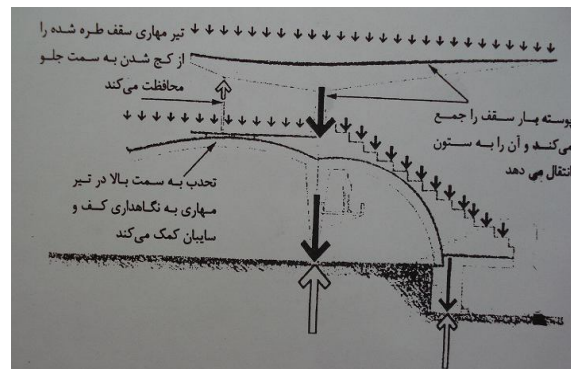 تیر مهاری سقف طره شده را
از کج شدن به سمت جلو
محافظت می‌کند
پوسته بار سقف را جمع
می‌کند و آن را به ستون
انتقال می دهد
تحدب به سمت بالا در تیر
مهاری به نگاهداری کف و
سایبان کمک می‌کند